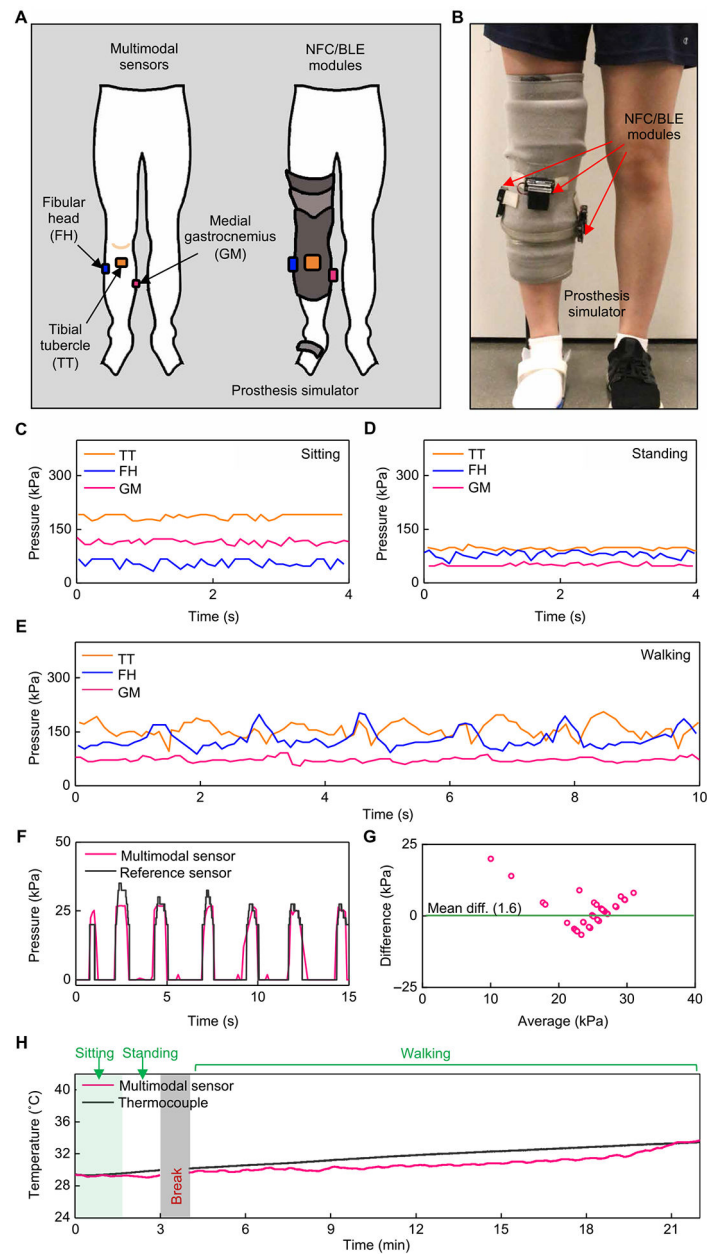 A
Multimodal
sensors
NFC/BLE
modules
Fibular
head
(FH)
Medial
gastrocnemius
(GM)
Tibial
tubercle
(TT)
Prosthesis simulator
B
NFC/BLE
modules
Prosthesis
simulator
C
Pressure (kPa)
300
150
0
TT
FH
GM
Sitting
0 2 4
Time (s)
D
Pressure (kPa)
300
150
0
TT
FH
GM
Standing
0 2 4
Time (s)
E
Pressure (kPa)
300
150
0
TT
FH
GM
Walking
0 2 4 6 8 10
Time (s)
F
Pressure (kPa)
50
25
0
Multimodal sensor
Reference sensor
0 5 10 15
Time (s)
G
Difference (kPa)
25
0
−25
Mean diff. (1.6)
0 10 20 30 40
Average (kPa)
H
Sitting Standing Walking
Temperature (˚C)
40
36
32
28
24
Multimodal sensor
Thermocouple
Break
0 3 6 9 12 15 18 21
Time (min)